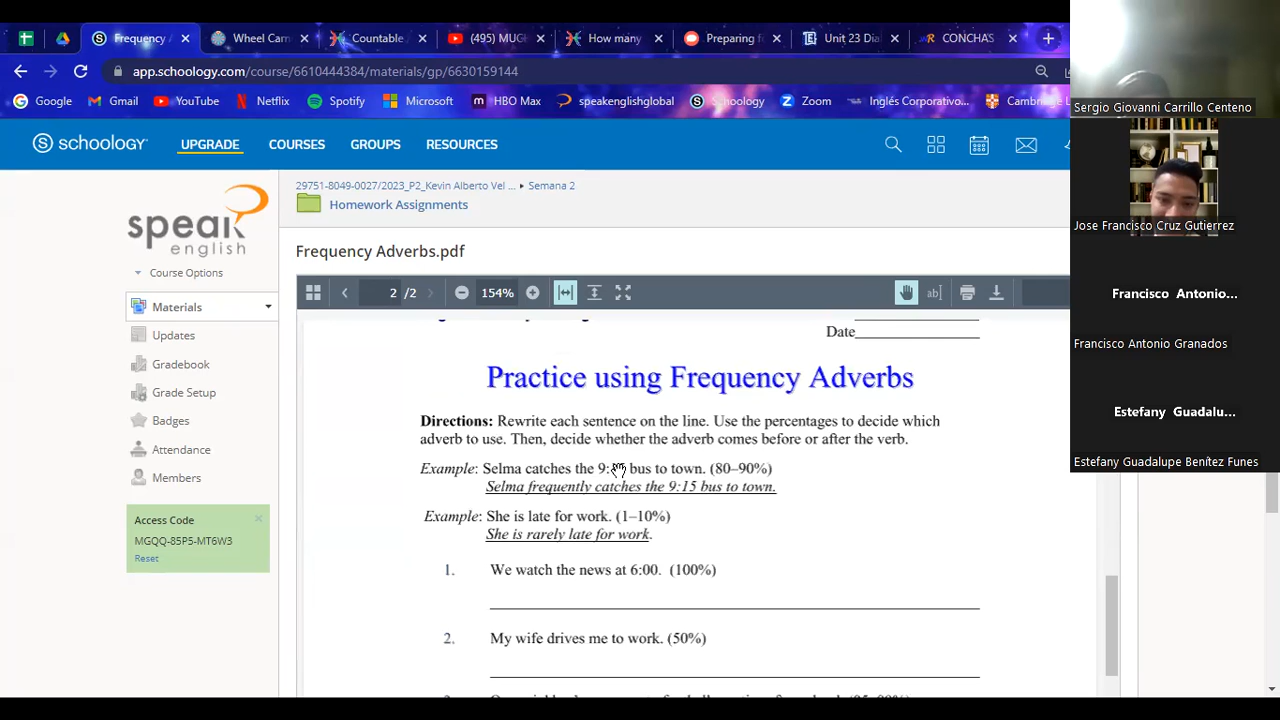 Frequency A
Wheel Carn
Countable
(495) MUG
How many
Preparing f
Unit 23 Dia
CONCHA'S
app.schoology.com/course/6610444384/materials/gp/6630159144
Google
Gmail
YouTube
Netflix
Spotify
Microsoft
HBO Max
speakenglishglobal
Schoology
Zoom
Inglés Corporativo...
Cambridge L
Sergio Giovanni Carrillo Centeno
schoology
UPGRADE
COURSES
GROUPS
RESOURCES
29751-8049-0027/2023_P2_Kevin Alberto Vel ...
Semana 2
Homework Assignments
speak
english
Jose Francisco Cruz Gutierrez
Frequency Adverbs.pdf
Course Options
Materials
Updates
Gradebook
Grade Setup
Badges
Attendance
Members
Access Code
MGQQ-85P5-MT6W3
Reset
2 /2
154%
ab
Francisco Antonio...
Francisco Antonio Granados
Estefany Guadalu...
Estefany Guadalupe Benítez Funes
Date
Practice using Frequency Adverbs
Directions: Rewrite each sentence on the line. Use the percentages to decide which
adverb to use. Then, decide whether the adverb comes before or after the verb.
Example: Selma catches the 9: bus to town. (80–90%)
Selma frequently catches the 9:15 bus to town.
Example: She is late for work. (1–10%)
She is rarely late for work.
1. We watch the news at 6:00. (100%)
2. My wife drives me to work. (50%)